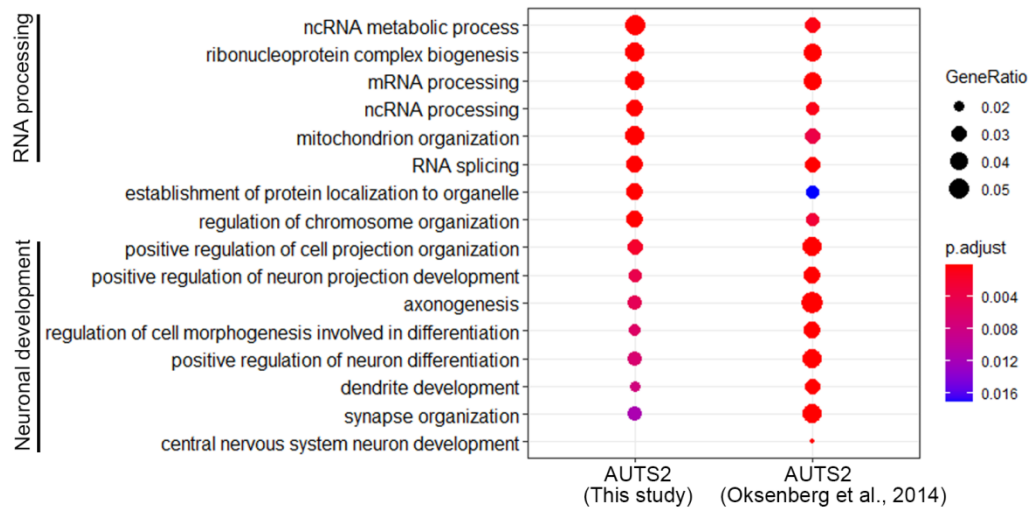 RNA processing
ncRNA metabolic process
ribonucleoprotein complex biogenesis
mRNA processing
ncRNA processing
mitochondrion organization
RNA splicing
establishment of protein localization to organelle
regulation of chromosome organization
Neuronal development
positive regulation of cell projection organization
positive regulation of neuron projection development
axonogenesis
regulation of cell morphogenesis involved in differentiation
positive regulation of neuron differentiation
dendrite development
synapse organization
central nervous system neuron development
AUTS2
(This study)
AUTS2
(Oksenberg et al., 2014)
GeneRatio
0.02
0.03
0.04
0.05
p.adjust
0.004
0.008
0.012
0.016